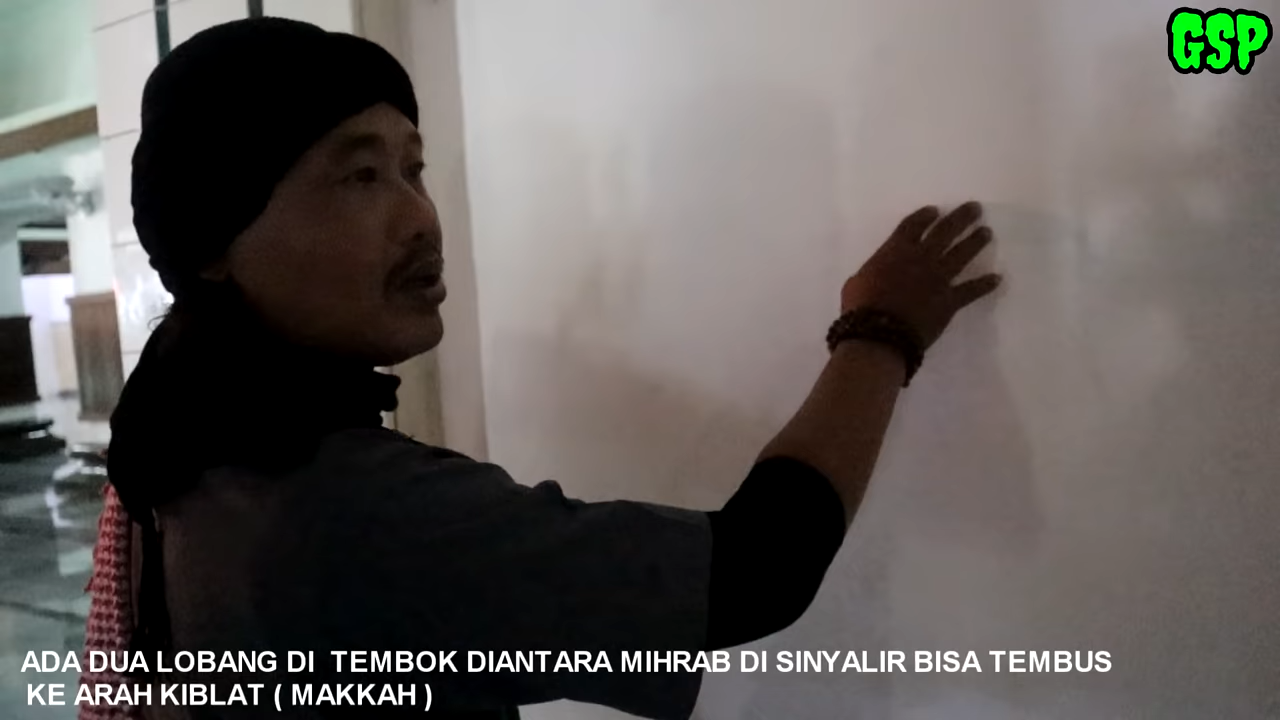 GSP
ADA DUA LOBANG DI  TEMBOK DIANTARA MIHRAB DI SINYALIR BISA TEMBUS
KE ARAH KIBLAT ( MAKKAH )